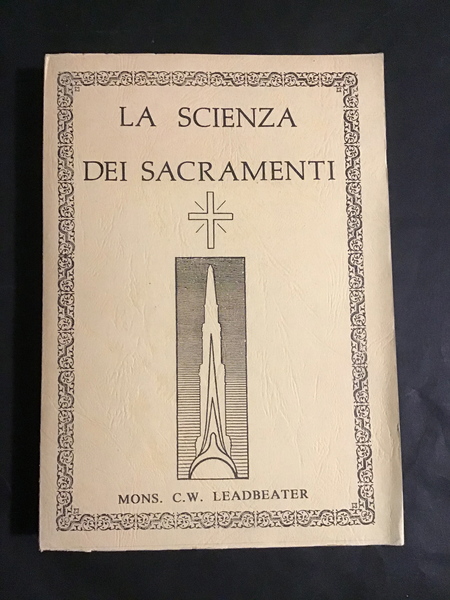 LA SCIENZA
DEI SACRAMENTI
MONS. C.W. LEADBEATER